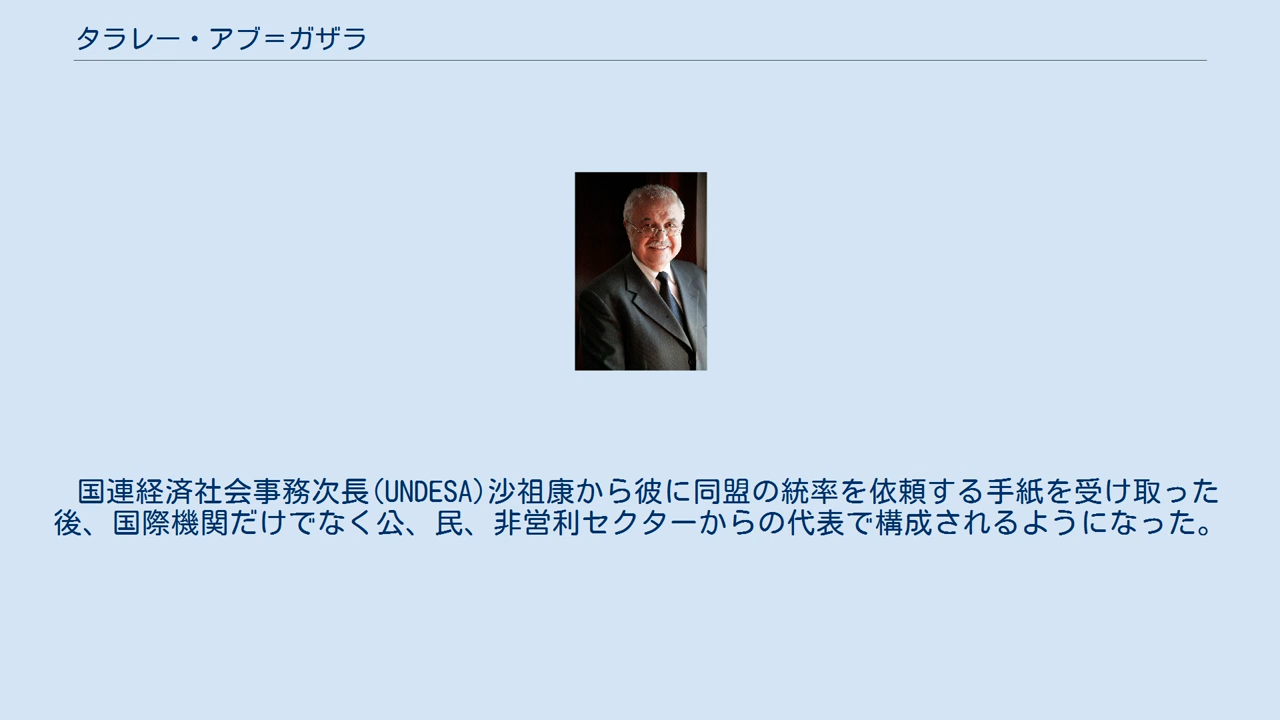 タラレー・アブ＝ガザラ
国連経済社会事務次長(UNDESA)沙祖康から彼に同盟の統率を依頼する手紙を受け取った
後、国際機関だけでなく公、民、非営利セクターからの代表で構成されるようになった。